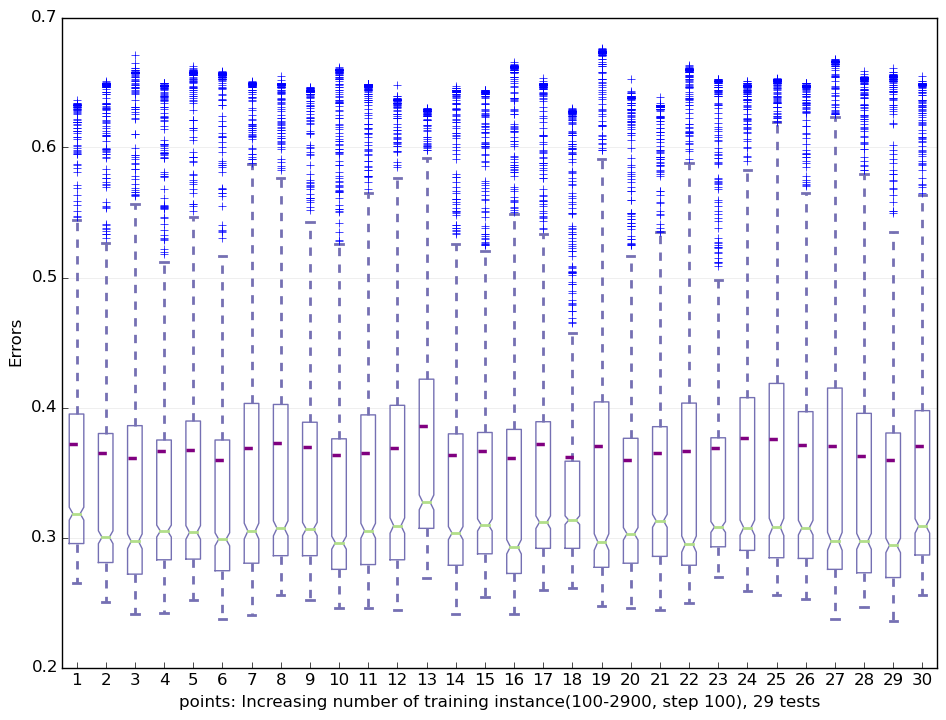 0.7
0.6
0.5
0.4
0.3
0.2
Errors
1 2 3 4 5 6 7 8 9 10 11 12 13 14 15 16 17 18 19 20 21 22 23 24 25 26 27 28 29 30
points: Increasing number of training instance(100-2900, step 100), 29 tests